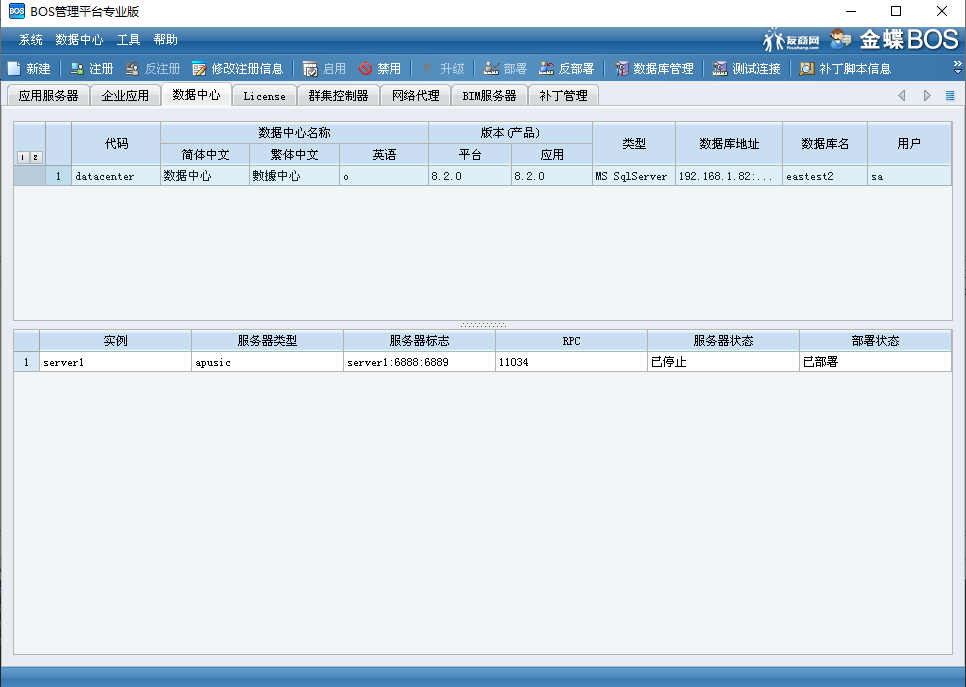 BOS BOS管理平台专业版
系统 数据中心 工具 帮助 友商网 Youshang.com 金蝶BOS
新建 注册 反注册 修改注册信息 启用 禁用 升级 部署 反部署 数据库管理 测试连接 补丁脚本信息
应用服务器 企业应用 数据中心 License 群集控制器 网络代理 BIM服务器 补丁管理
1 2 代码 数据中心名称 版本(产品) 类型 数据库地址 数据库名 用户
简体中文 繁体中文 英语 平台 应用
1 datacenter 数据中心 數據中心 o 8.2.0 8.2.0 MS SqlServer 192.168.1.82:... eastest2 sa
实例 服务器类型 服务器标志 RPC 服务器状态 部署状态
1 server1 apusic server1:6888:6889 11034 已停止 已部署